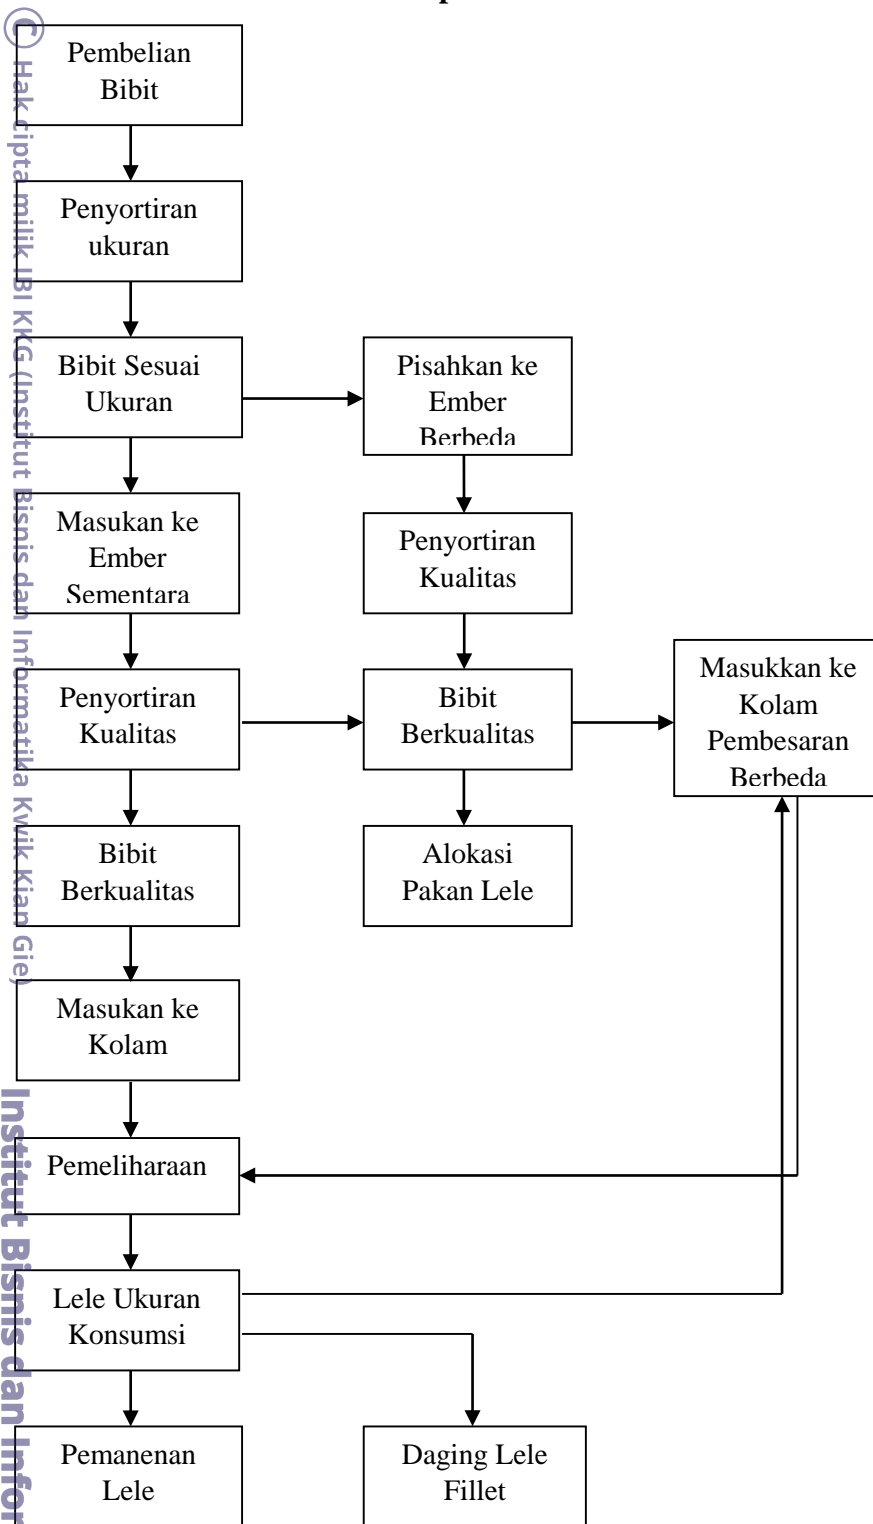 Pembelian
Bibit
Penyortiran
ukuran
Bibit Sesuai
Ukuran
Pisahkan ke
Ember
Berbeda
Masukan ke
Ember
Sementara
Penyortiran
Kualitas
Penyortiran
Kualitas
Bibit
Berkualitas
Masukkan ke
Kolam
Pembesaran
Berbeda
Bibit
Berkualitas
Alokasi
Pakan Lele
Masukan ke
Kolam
Pemeliharaan
Lele Ukuran
Konsumsi
Pemanenan
Lele
Daging Lele
Fillet
© Hak cipta milik IBI KKG (Institut Bisnis dan Informatika Kwik Kian Gie)
Institut Bisnis dan